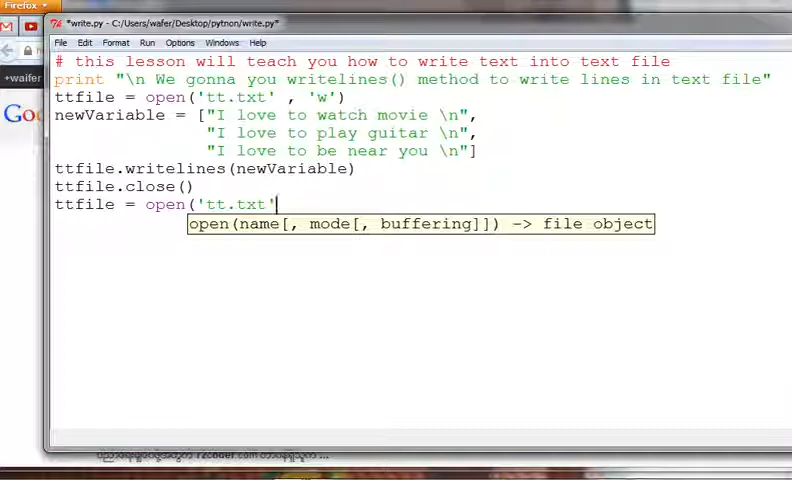 Firefox
*write.py - C:/Users/wafer/Desktop/pytnon/write.py*
File Edit Format Run Options Windows Help
# this lesson will teach you how to write text into text file
print "\n We gonna you writelines() method to write lines in text file"
ttfile = open('tt.txt' , 'w')
newVariable = ["I love to watch movie \n",
"I love to play guitar \n",
"I love to be near you \n"]
ttfile.writelines(newVariable)
ttfile.close()
ttfile = open('tt.txt'
open(name[, mode[, buffering]]) -> file object
+waifer
Goo